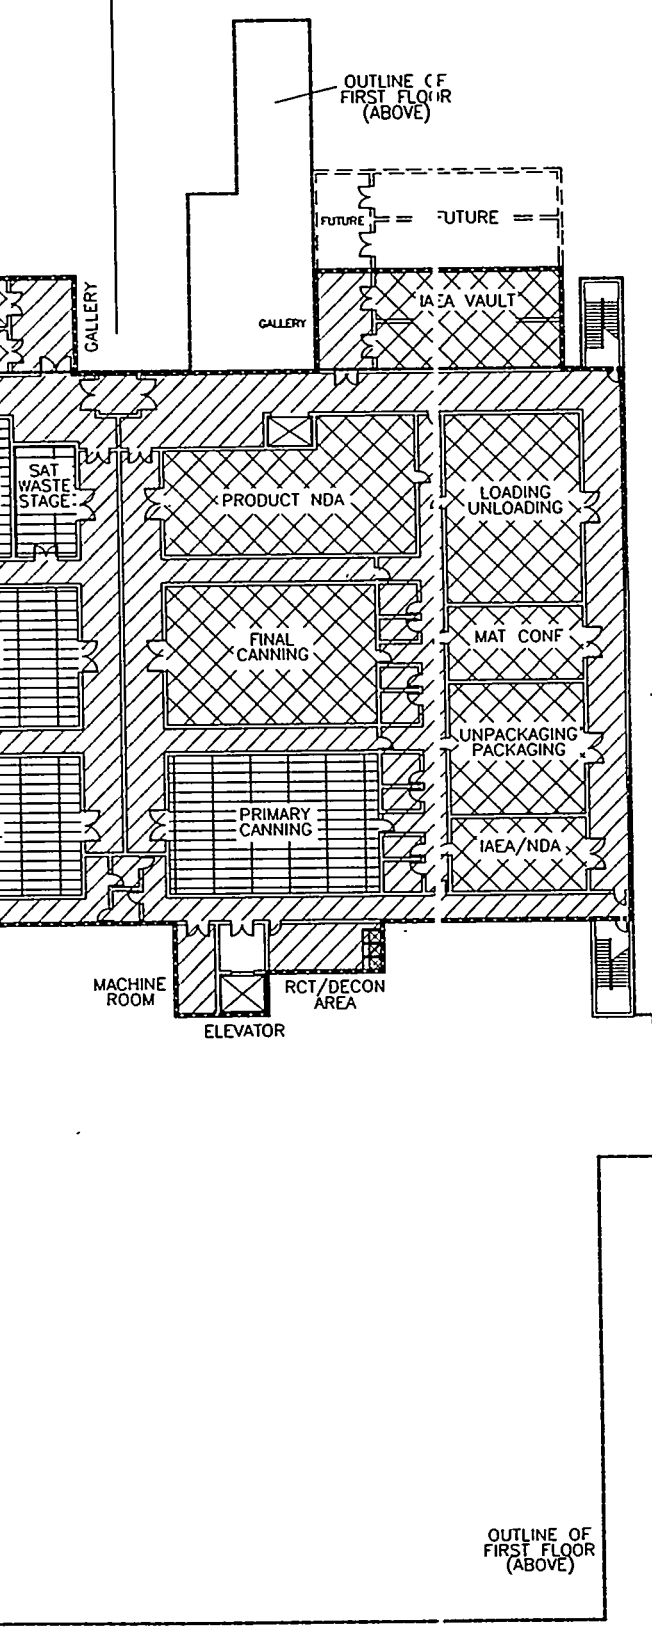 OUTLINE OF
FIRST FLOOR
(ABOVE)
FUTURE
FUTURE
GALLERY
IAEA VAULT
GALLERY
SAT
WASTE
STAGE
PRODUCT NDA
LOADING
UNLOADING
FINAL
CANNING
MAT CONF
UNPACKAGING
PACKAGING
PRIMARY
CANNING
IAEA/NDA
MACHINE
ROOM
RCT/DECON
AREA
ELEVATOR
OUTLINE OF
FIRST FLOOR
(ABOVE)